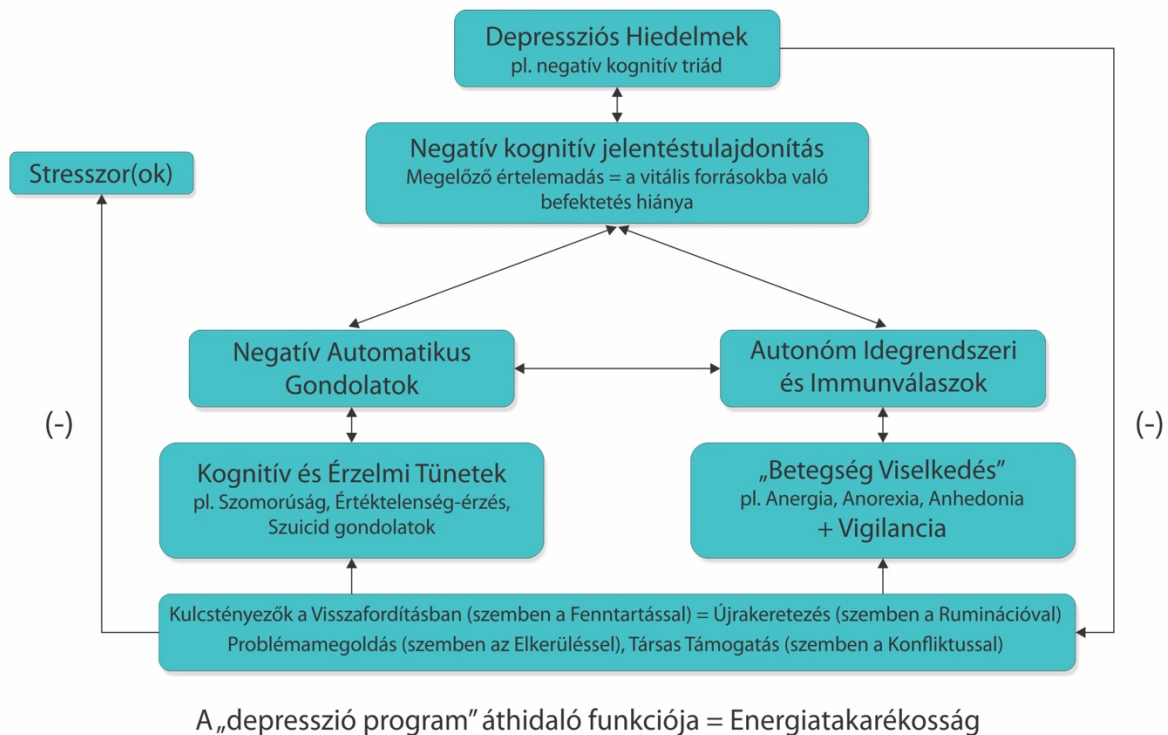 Depressziós Hiedelmek
pl. negatív kognitív triád
Negatív kognitív jelentéstulajdonítás
Megelőző értelemadás = a vitális forrásokba való
befektetés hiánya
Stresszor(ok)
Negatív Automatikus
Gondolatok
Autonóm Idegrendszeri
és Immunválaszok
(-)
(-)
Kognitív és Érzelmi Tünetek
pl. Szomorúság, Értéktelenség-érzés,
Szuicid gondolatok
„Betegség Viselkedés”
pl. Anergia, Anorexia, Anhedonia
+ Vigilancia
Kulcstényezők a Visszafordításban (szemben a Fenntartással) = Újrakeretezés (szemben a Ruminációval)
Problémamegoldás (szemben az Elkerüléssel), Társas Támogatás (szemben a Konfliktussal)
A „depresszió program” áthidaló funkciója = Energiatakarékosság